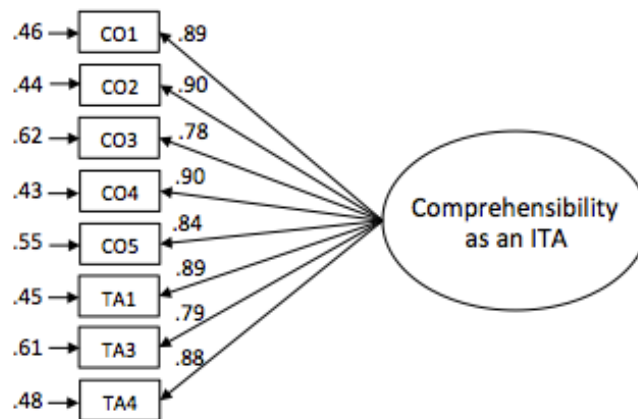 .46 CO1 .89
.44 CO2 .90
.62 CO3 .78
.43 CO4 .90
.55 CO5 .84
.45 TA1 .89
.61 TA3 .79
.48 TA4 .88
Comprehensibility
as an ITA